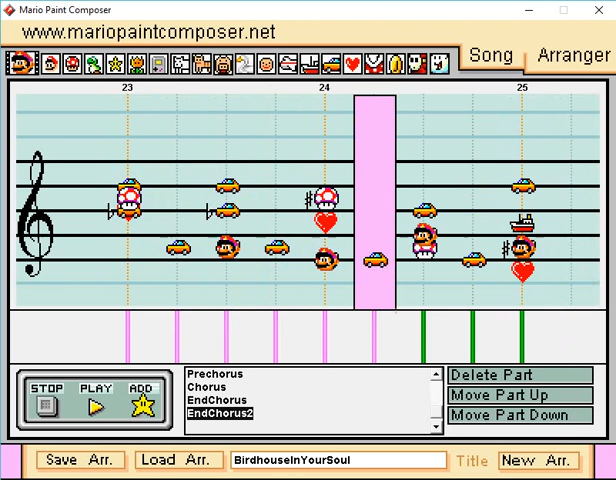 Mario Paint Composer
www.mariopaintcomposer.net
Song
Arranger
23
24
25
STOP
PLAY
ADD
Prechorus
Chorus
EndChorus
EndChorus2
Delete Part
Move Part Up
Move Part Down
Save Arr.
Load Arr.
BirdhouseInYourSoul
Title
New Arr.